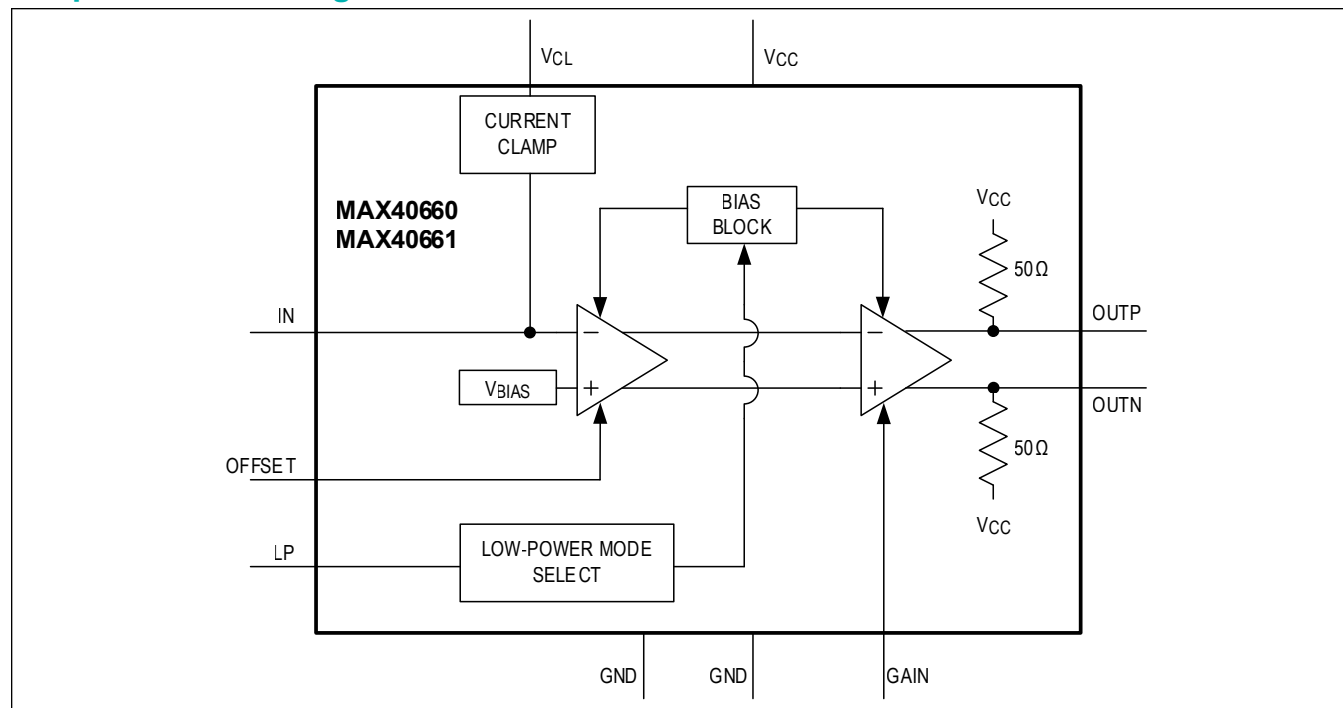 VCL
VCC
CURRENT
CLAMP
MAX40660
MAX40661
BIAS
BLOCK
VCC
50Ω
IN
−
−
OUTP
VBIAS
+
+
OUTN
OFFSET
50Ω
VCC
LP
LOW-POWER MODE
SELECT
GND
GND
GAIN